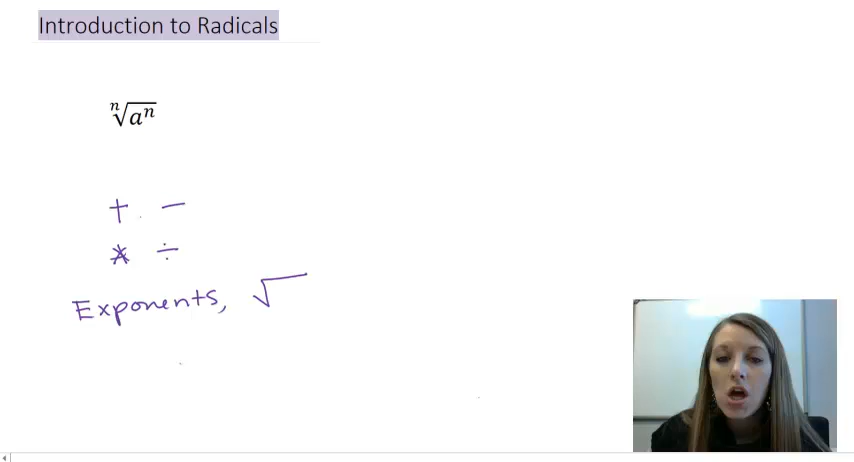 Introduction to Radicals
ⁿ√aⁿ
+ −
* ÷
Exponents, √